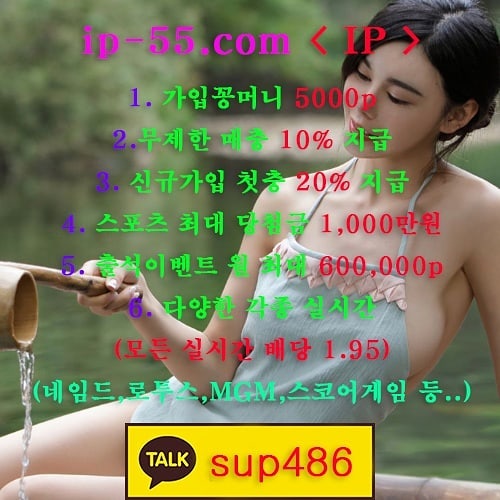 ip-55.com < IP >
1. 가입꽁머니 5000p
2.무제한 매충 10% 지급
3. 신규가입 첫충 20% 지급
4. 스포츠 최대 당첨금 1,000만원
5. 출석이벤트 월 최대 600,000p
6. 다양한 각종 실시간
(모든 실시간 배당 1.95)
(네임드,로투스,MGM,스코어게임 등..)
TALK sup486